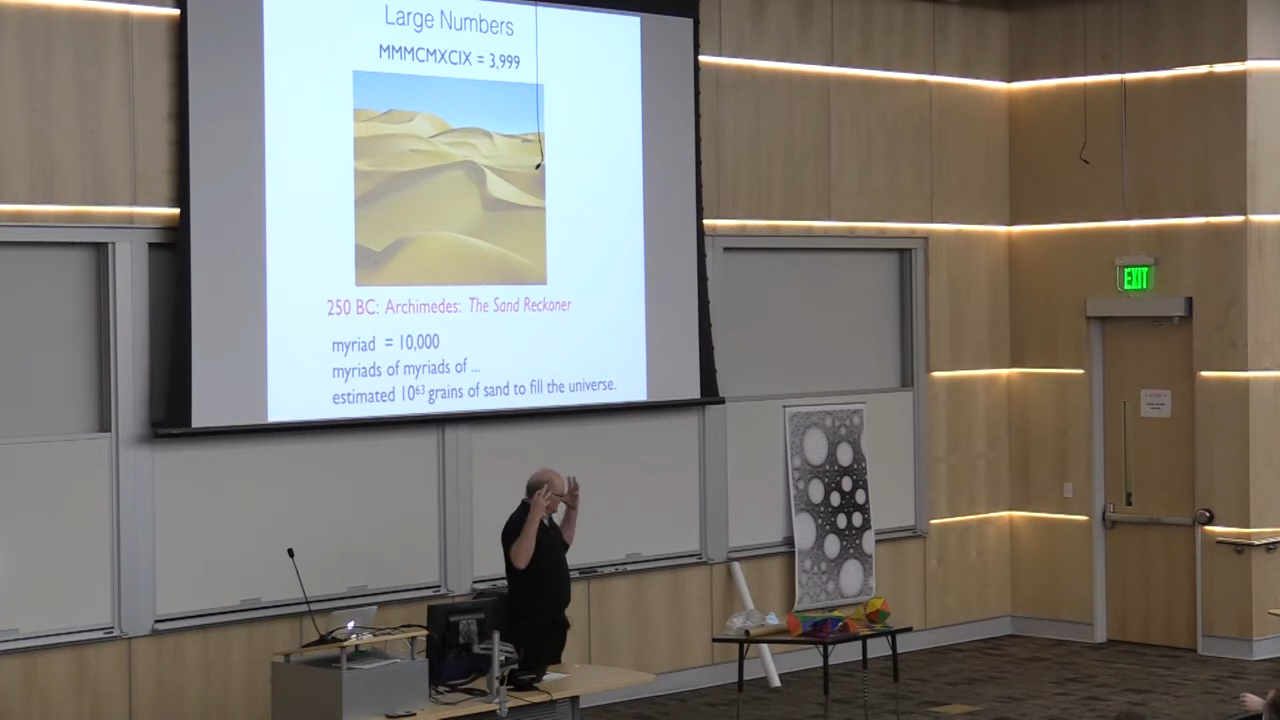 Large Numbers
MMMCMXCIX = 3,999
250 BC: Archimedes: The Sand Reckoner
myriad = 10,000
myriads of myriads of ...
estimated 10⁶³ grains of sand to fill the universe.
EXIT